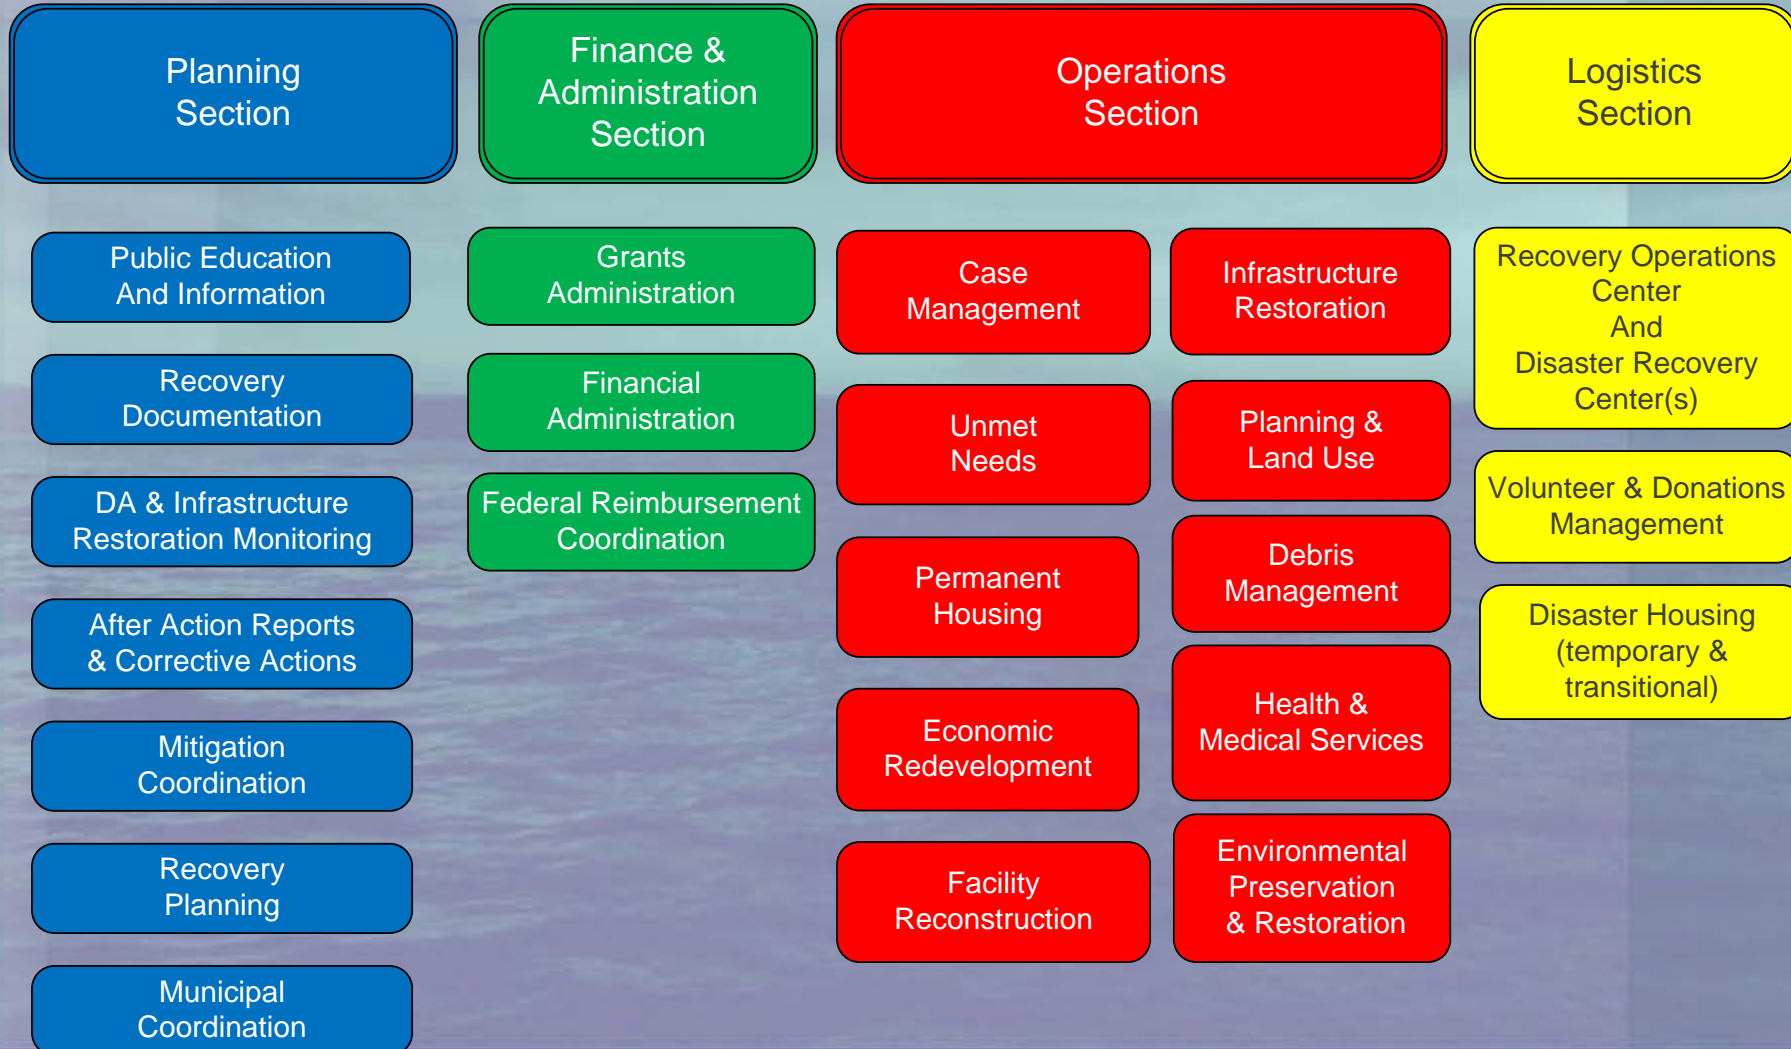 Planning
Section
Finance &
Administration
Section
Operations
Section
Logistics
Section
Public Education
And Information
Recovery
Documentation
DA & Infrastructure
Restoration Monitoring
After Action Reports
& Corrective Actions
Mitigation
Coordination
Recovery
Planning
Municipal
Coordination
Grants
Administration
Financial
Administration
Federal Reimbursement
Coordination
Case
Management
Unmet
Needs
Permanent
Housing
Economic
Redevelopment
Facility
Reconstruction
Infrastructure
Restoration
Planning &
Land Use
Debris
Management
Health &
Medical Services
Environmental
Preservation
& Restoration
Recovery Operations
Center
And
Disaster Recovery
Center(s)
Volunteer & Donations
Management
Disaster Housing
(temporary &
transitional)